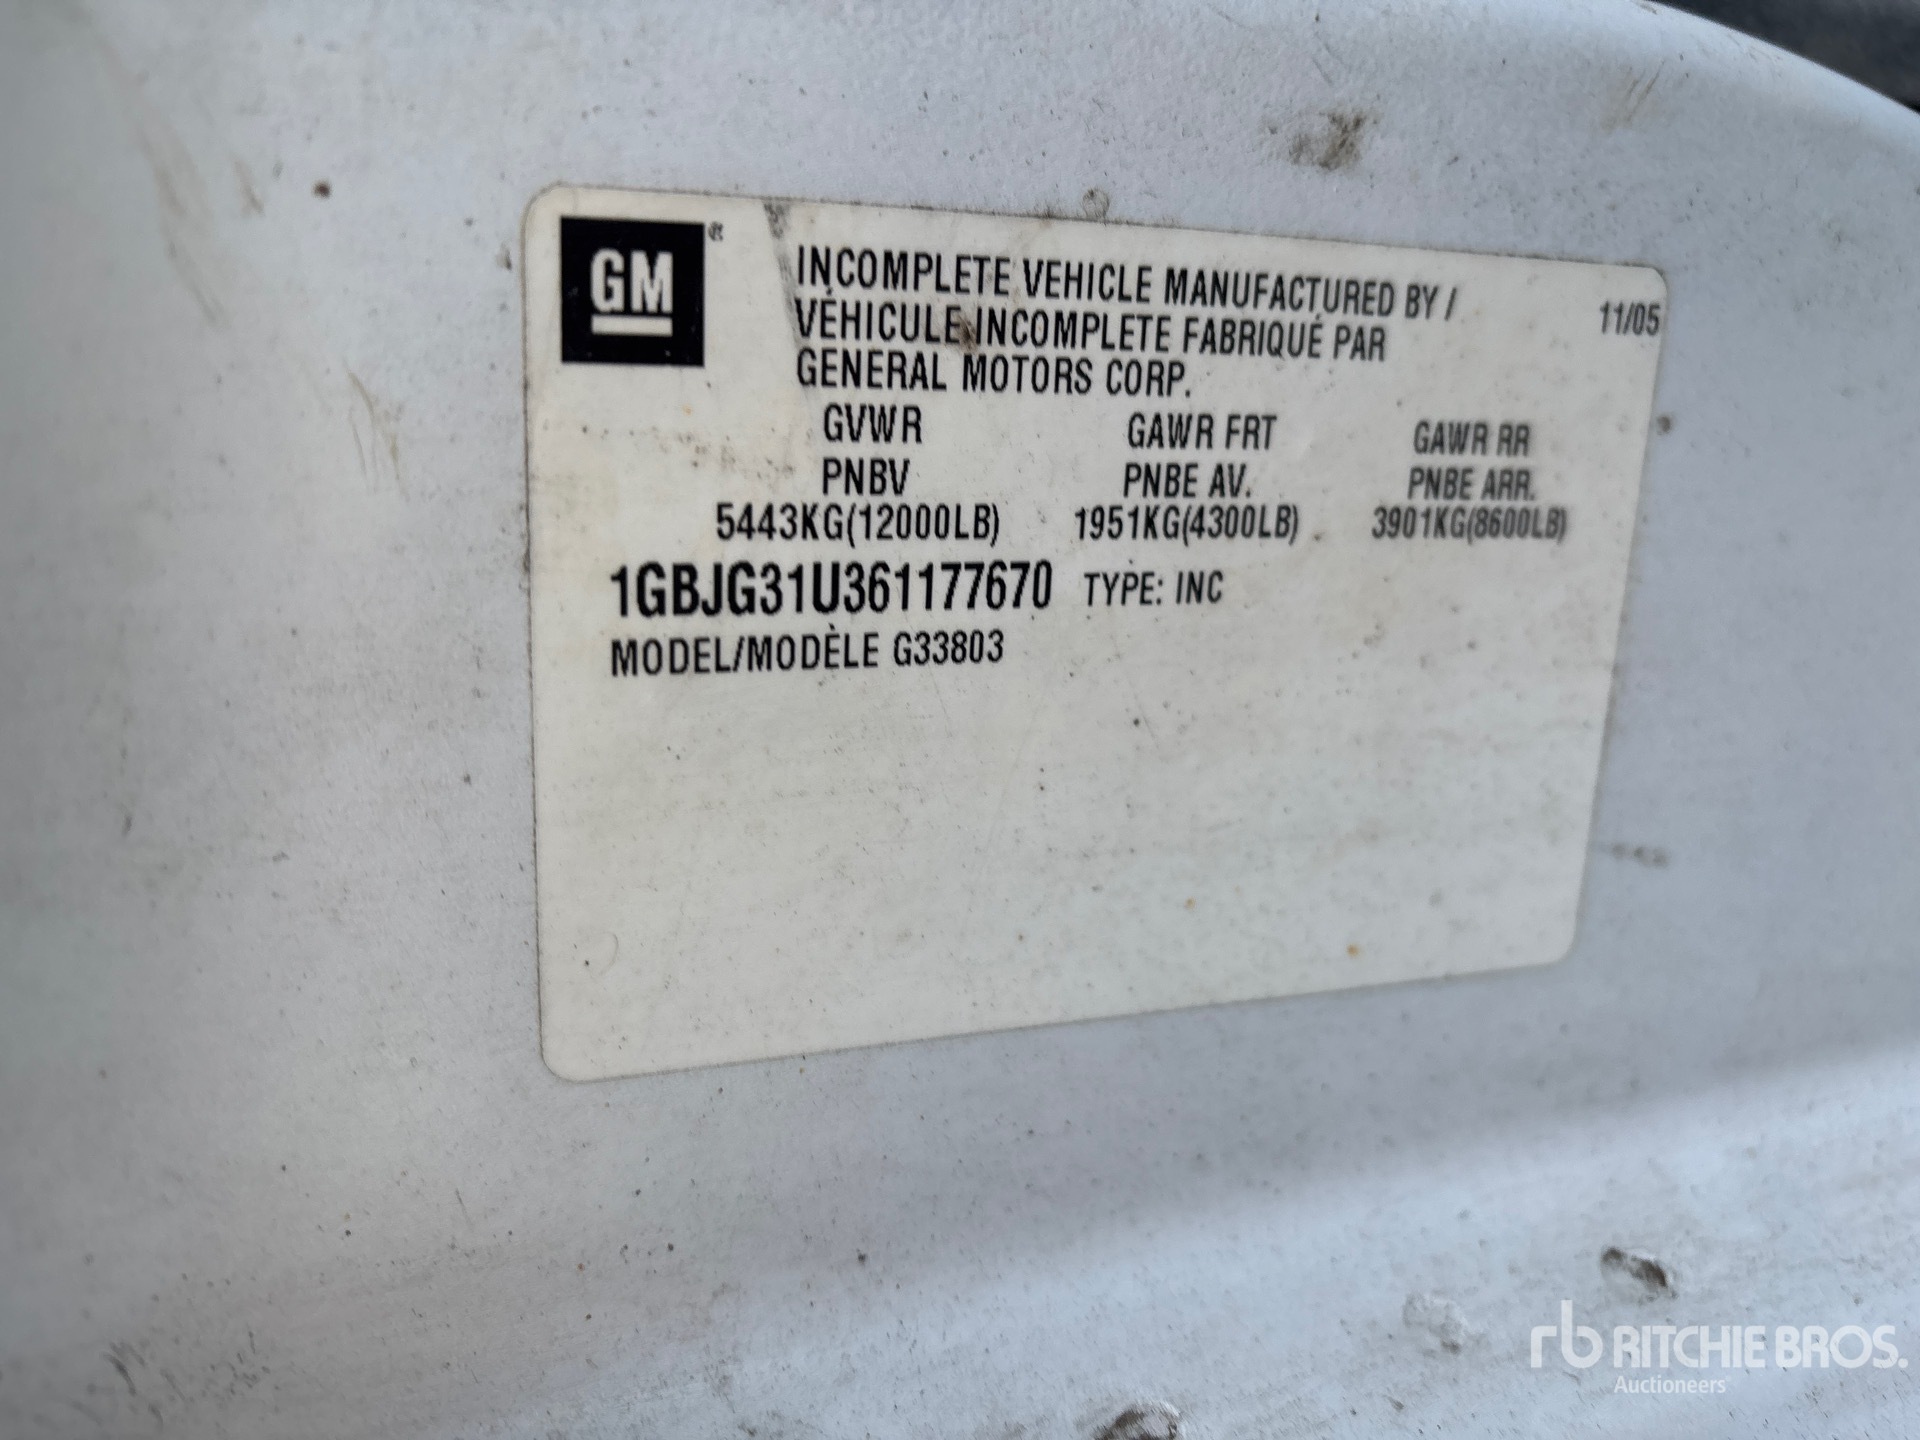 GM
INCOMPLETE VEHICLE MANUFACTURED BY /
VÉHICULE INCOMPLETE FABRIQUÉ PAR
GENERAL MOTORS CORP.
11/05
GVWR GAWR FRT GAWR RR
PNBV PNBE AV. PNBE ARR.
5443KG(12000LB) 1951KG(4300LB) 3901KG(8600LB)
1GBJG31U361177670 TYPE: INC
MODEL/MODÈLE G33803
rb RITCHIE BROS.
Auctioneers